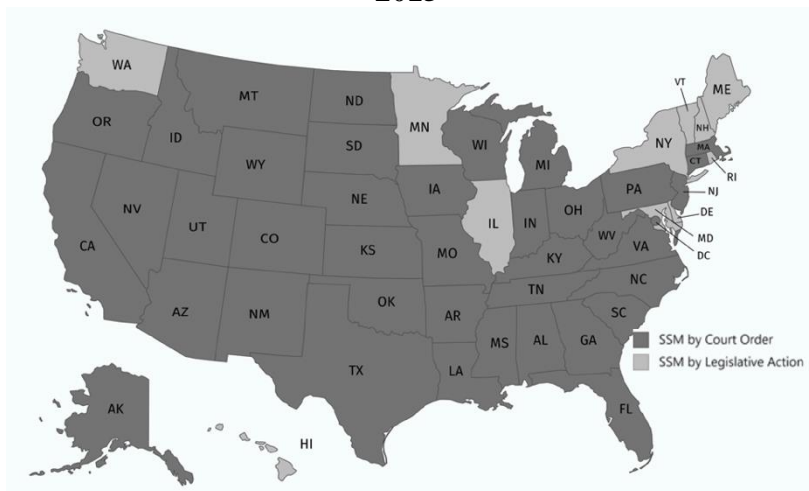 WA
MT
ND
MN
OR
ID
SD
WI
WY
MI
VT
ME
NH
NY
MA
CT
RI
NV
UT
NE
IA
PA
NJ
CA
CO
KS
MO
IL
IN
OH
DE
WV
VA
MD
DC
KY
AZ
NM
OK
AR
TN
NC
SC
TX
LA
MS
AL
GA
SSM by Court Order
SSM by Legislative Action
AK
HI
FL